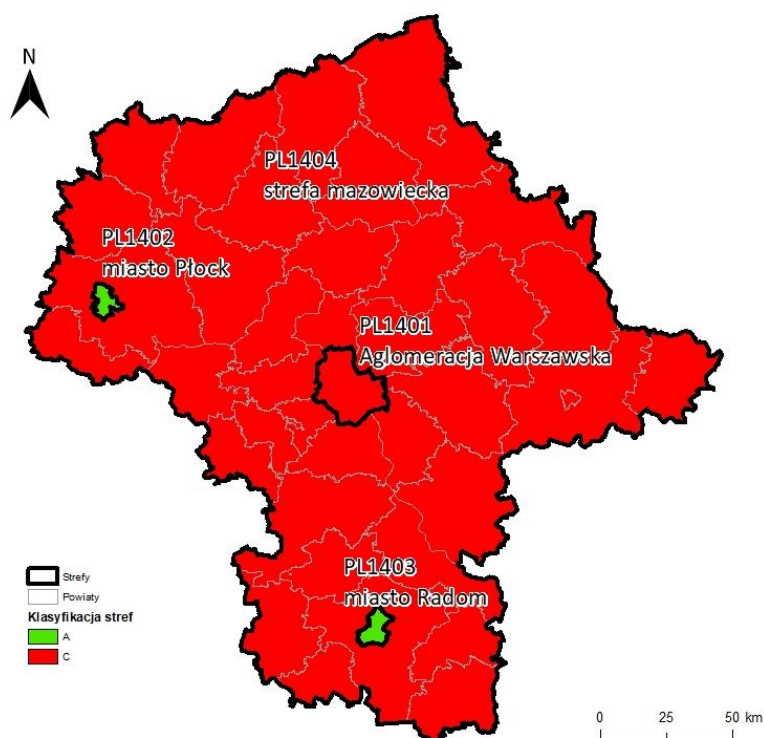 N
PL1404
strefa mazowiecka
PL1402
miasto Płock
PL1401
Aglomeracja Warszawska
PL1403
miasto Radom
Strefy
Powiaty
Klasyfikacja stref
A
C
0 25 50 km